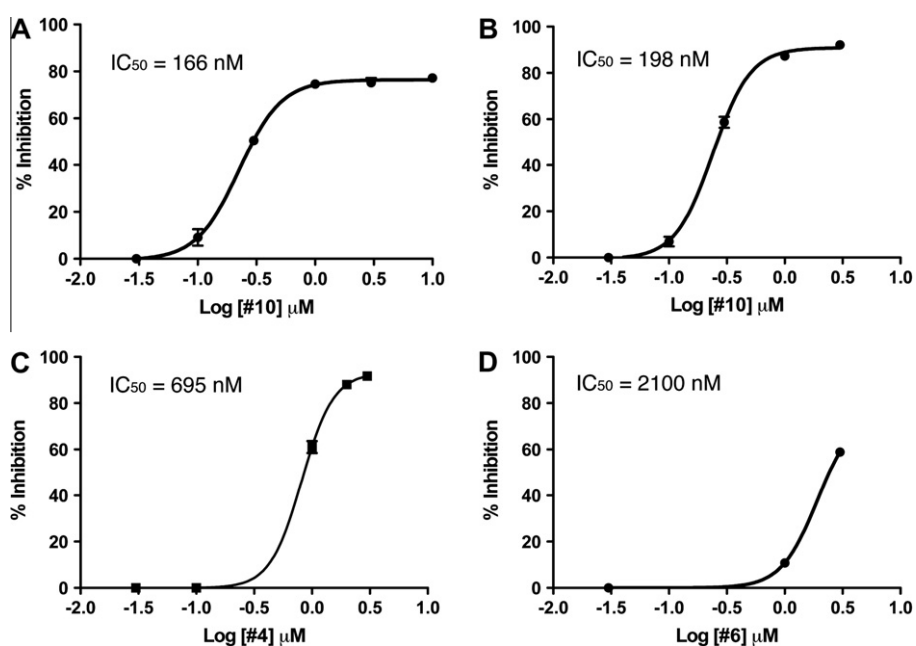 A
IC50 = 166 nM
% Inhibition
100
80
60
40
20
0
-2.0 -1.5 -1.0 -0.5 0.0 0.5 1.0
Log [#10] μM
B
IC50 = 198 nM
% Inhibition
100
80
60
40
20
0
-2.0 -1.5 -1.0 -0.5 0.0 0.5 1.0
Log [#10] μM
C
IC50 = 695 nM
% Inhibition
100
80
60
40
20
0
-2.0 -1.5 -1.0 -0.5 0.0 0.5 1.0
Log [#4] μM
D
IC50 = 2100 nM
% Inhibition
100
80
60
40
20
0
-2.0 -1.5 -1.0 -0.5 0.0 0.5 1.0
Log [#6] μM